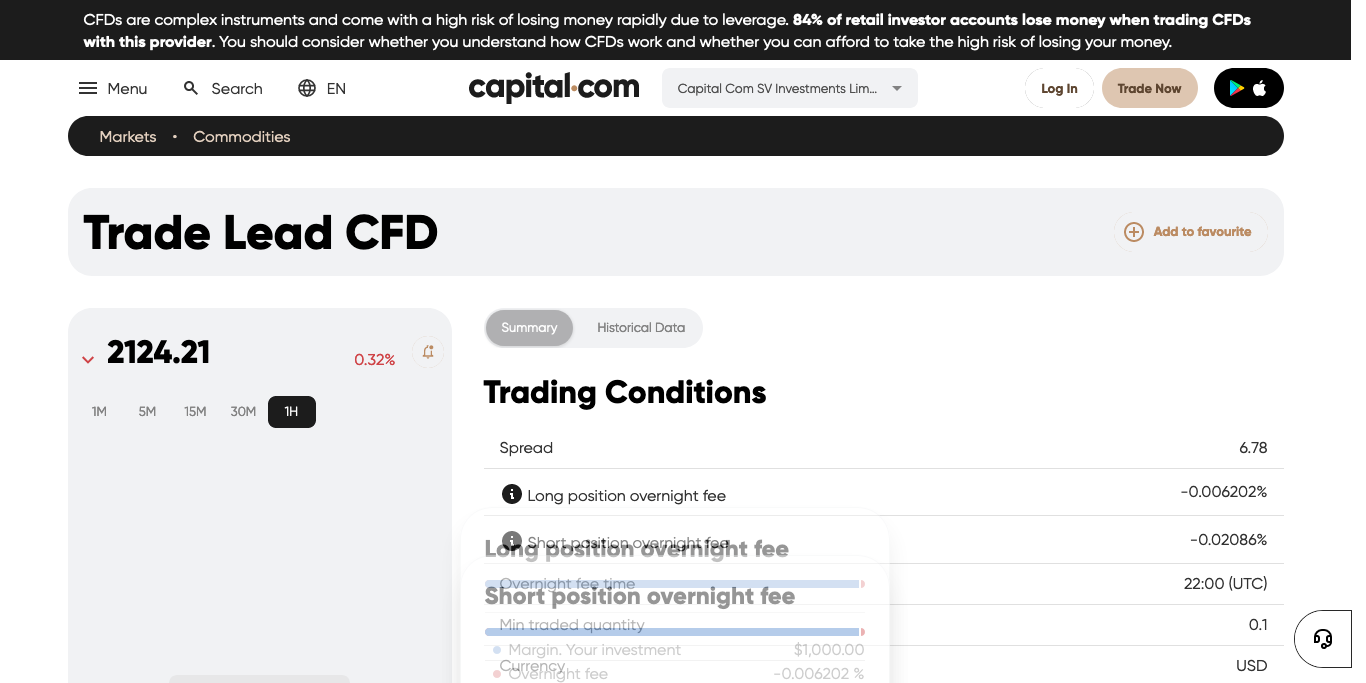 CFDs are complex instruments and come with a high risk of losing money rapidly due to leverage. 84% of retail investor accounts lose money when trading CFDs
with this provider. You should consider whether you understand how CFDs work and whether you can afford to take the high risk of losing your money.
Menu Search EN capital.com Capital Com SV Investments Lim... Log In Trade Now
Markets • Commodities
Trade Lead CFD
Add to favourite
2124.21 0.32%
1M 5M 15M 30M 1H
Summary Historical Data
Trading Conditions
Spread 6.78
Long position overnight fee -0.006202%
Short position overnight fee -0.02086%
Long position overnight fee
Overnight fee time 22:00 (UTC)
Short position overnight fee
Min traded quantity 0.1
Margin. Your investment $1,000.00
Currency USD
Overnight fee -0.006202 %